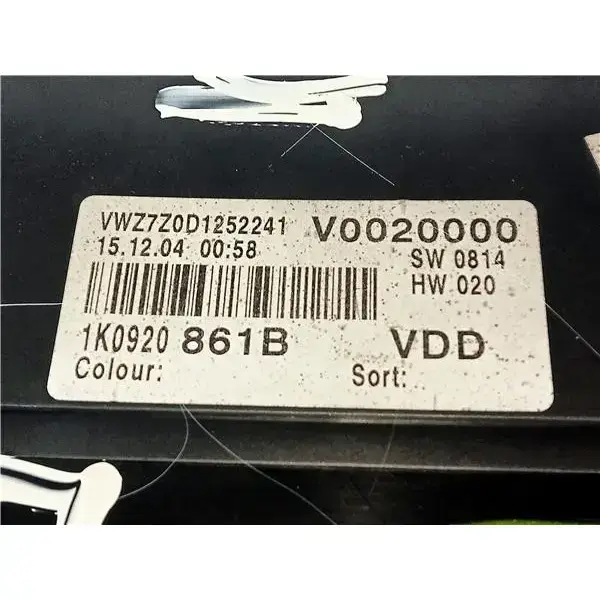 VWZ7Z0D1252241 V0020000
15.12.04 00:58 SW 0814
HW 020
1K0920 861B VDD
Colour: Sort: